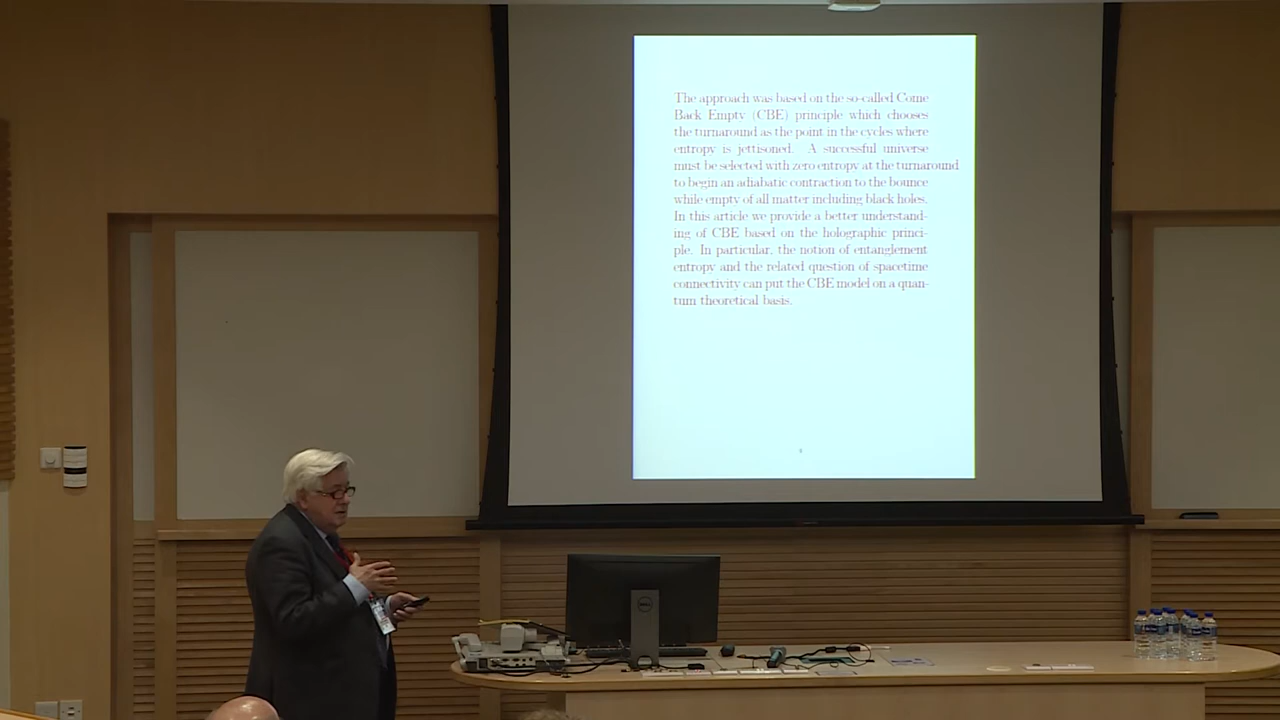 The approach was based on the so-called Come
Back Empty (CBE) principle which chooses
the turnaround as the point in the cycles where
entropy is jettisoned. A successful universe
must be selected with zero entropy at the turnaround
to begin an adiabatic contraction to the bounce
while empty of all matter including black holes.
In this article we provide a better understand-
ing of CBE based on the holographic princi-
ple. In particular, the notion of entanglement
entropy and the related question of spacetime
connectivity can put the CBE model on a quan-
tum theoretical basis.
DELL